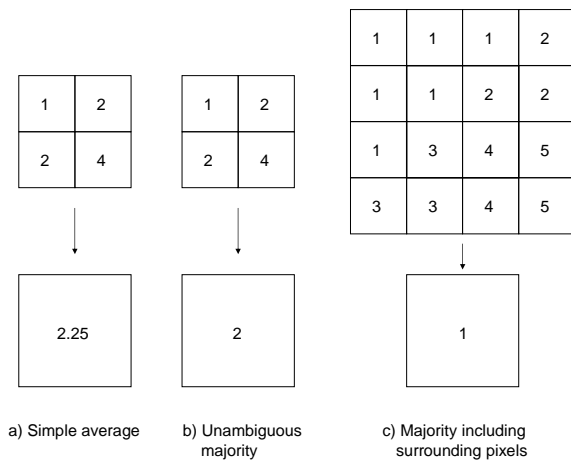 1 1 1 2
1 1 2 2
1 3 4 5
3 3 4 5
1 2
2 4
1 2
2 4
2.25
2
1
a) Simple average
b) Unambiguous
majority
c) Majority including
surrounding pixels